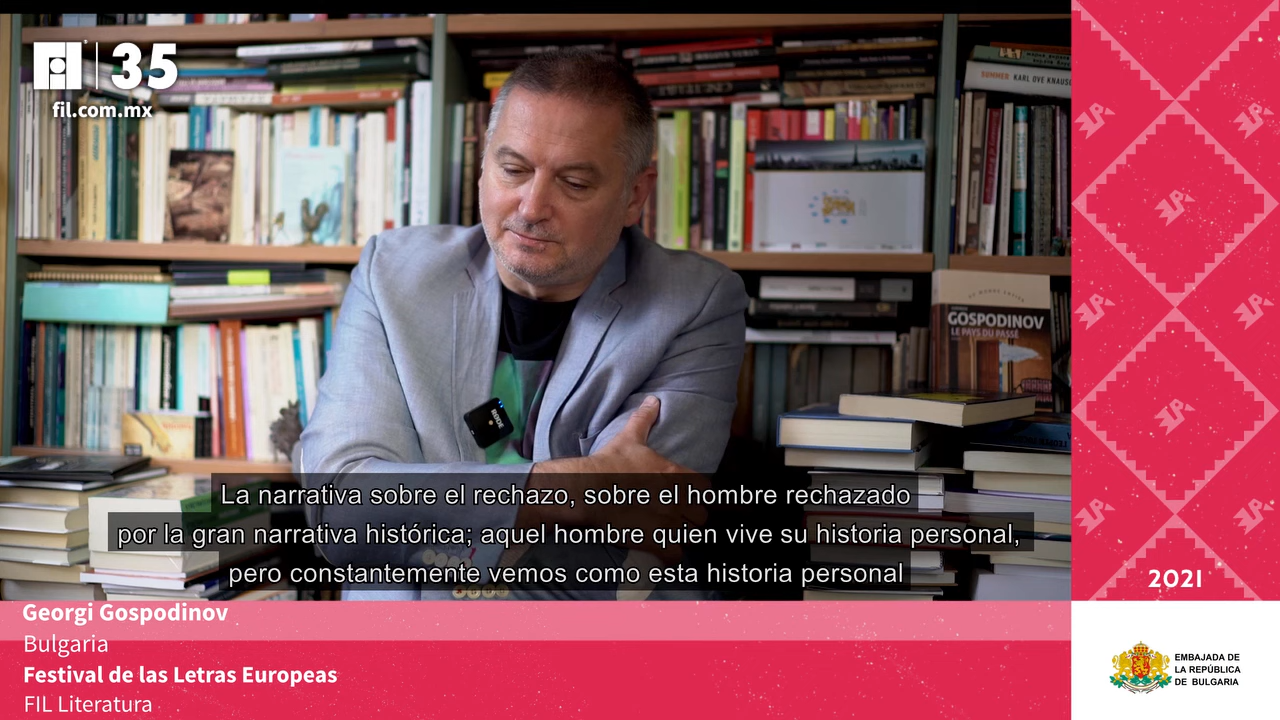 FIL 35
fil.com.mx
SUMMER KARL OVE KNAUSG
GOSPODINOV
LE PAYS DU PASSÉ
RODE
La narrativa sobre el rechazo, sobre el hombre rechazado
por la gran narrativa histórica; aquel hombre quien vive su historia personal,
pero constantemente vemos como esta historia personal
Georgi Gospodinov
Bulgaria
Festival de las Letras Europeas
FIL Literatura
2021
EMBAJADA DE
LA REPÚBLICA
DE BULGARIA